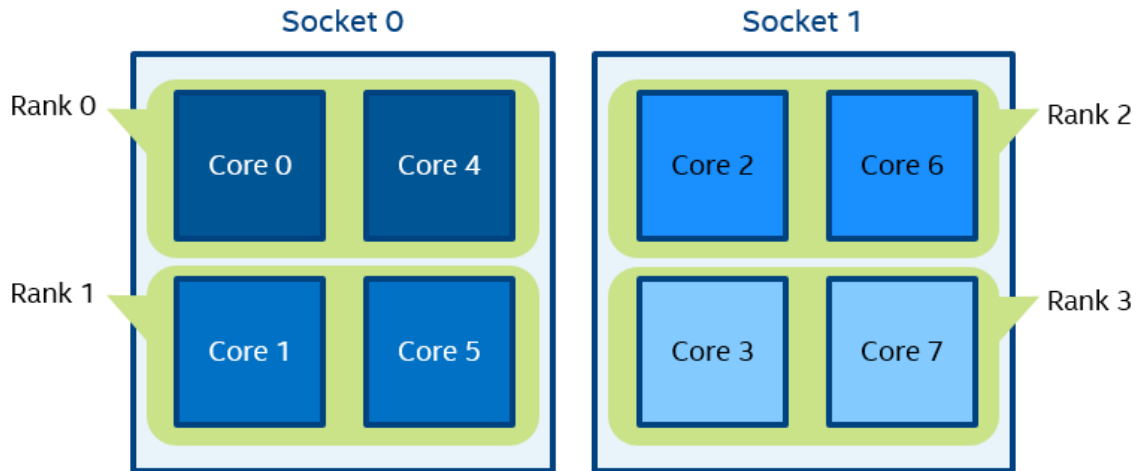 Socket 0
Socket 1
Rank 0
Core 0
Core 4
Core 2
Core 6
Rank 2
Rank 1
Core 1
Core 5
Core 3
Core 7
Rank 3